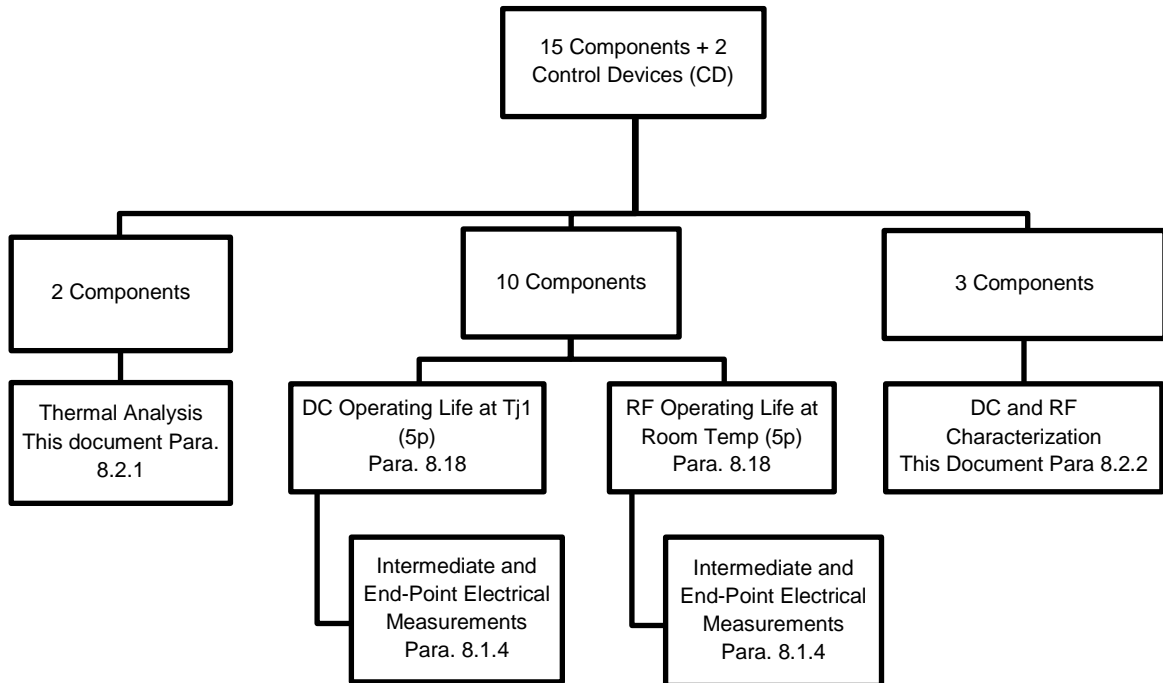 15 Components + 2
Control Devices (CD)
2 Components
10 Components
3 Components
Thermal Analysis
This document Para.
8.2.1
DC Operating Life at Tj1
(5p)
Para. 8.18
RF Operating Life at
Room Temp (5p)
Para. 8.18
DC and RF
Characterization
This Document Para 8.2.2
Intermediate and
End-Point Electrical
Measurements
Para. 8.1.4
Intermediate and
End-Point Electrical
Measurements
Para. 8.1.4